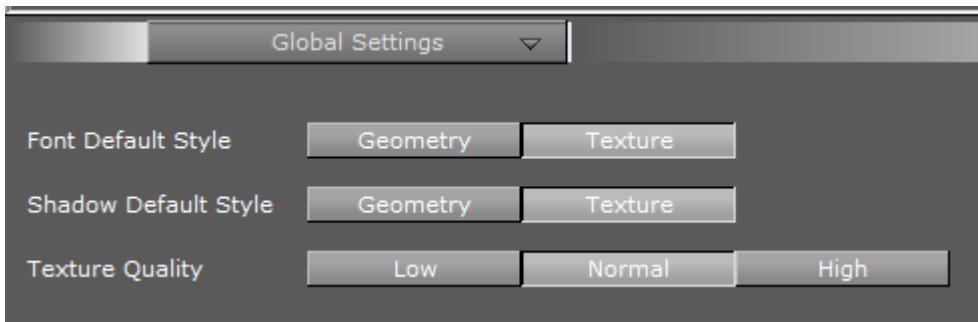 Global Settings
Font Default Style Geometry Texture
Shadow Default Style Geometry Texture
Texture Quality Low Normal High